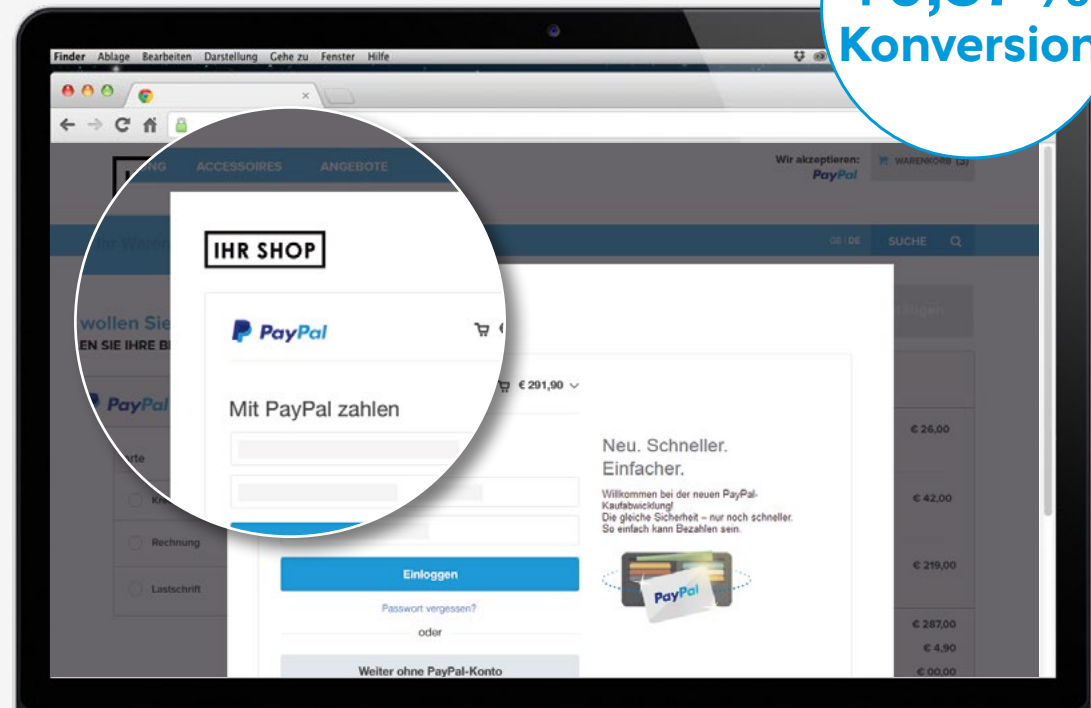 %
Konversion
Finder Ablage Bearbeiten Darstellung Gehe zu Fenster Hilfe
ACCESSOIRES ANGEBOTE
Wir akzeptieren:
PayPal
WARENKORB (3)
IHR SHOP
DE
SUCHE
wollen Sie
EN SIE IHRE
PayPal
€ 291,90
PayPal
Mit PayPal zahlen
Neu. Schneller.
Einfacher.
Willkommen bei der neuen PayPal-
Kaufabwicklung!
Die gleiche Sicherheit – nur noch schneller.
So einfach kann Bezahlen sein.
PayPal
Rechnung
Lastschrift
Einloggen
Passwort vergessen?
oder
Weiter ohne PayPal-Konto
€ 26,00
€ 42,00
€ 219,00
€ 287,00
€ 4,90
€ 00,00